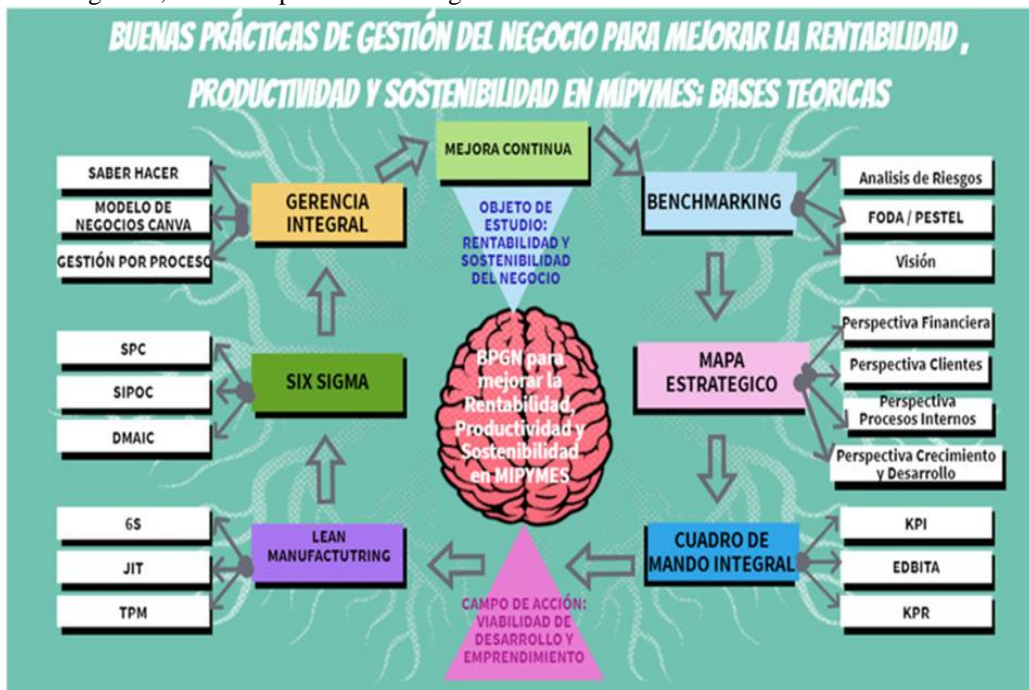 BUENAS PRÁCTICAS DE GESTIÓN DEL NEGOCIO PARA MEJORAR LA RENTABILIDAD ,
PRODUCTIVIDAD Y SOSTENIBILIDAD EN MIPYMES: BASES TEORICAS
MEJORA CONTINUA
SABER HACER
MODELO DE
NEGOCIOS CANVA
GESTIÓN POR PROCESO
GERENCIA
INTEGRAL
OBJETO DE
ESTUDIO:
RENTABILIDAD Y
SOSTENIBILIDAD
DEL NEGOCIO
BENCHMARKING
Analisis de Riesgos
FODA / PESTEL
Visión
SPC
SIPOC
DMAIC
SIX SIGMA
BPGN para
mejorar la
Rentabilidad,
Productividad y
Sostenibilidad
en MIPYMES
MAPA
ESTRATEGICO
Perspectiva Financiera
Perspectiva Clientes
Perspectiva
Procesos Internos
Perspectiva Crecimiento
y Desarrollo
6S
JIT
TPM
LEAN
MANUFACTUTRING
CAMPO DE ACCIÓN:
VIABILIDAD DE
DESARROLLO Y
EMPRENDIMIENTO
CUADRO DE
MANDO INTEGRAL
KPI
EDBITA
KPR